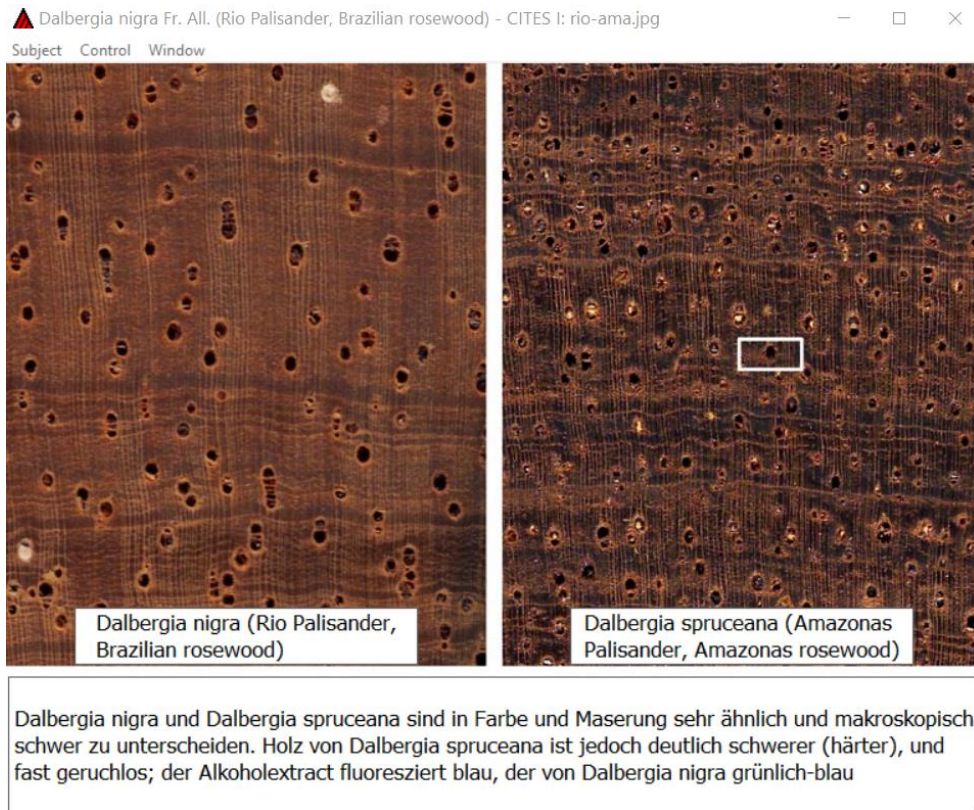 Dalbergia nigra Fr. All. (Rio Palisander, Brazilian rosewood) - CITES I: rio-ama.jpg
Subject Control Window
Dalbergia nigra (Rio Palisander,
Brazilian rosewood)
Dalbergia spruceana (Amazonas
Palisander, Amazonas rosewood)
Dalbergia nigra und Dalbergia spruceana sind in Farbe und Maserung sehr ähnlich und makroskopisch
schwer zu unterscheiden. Holz von Dalbergia spruceana ist jedoch deutlich schwerer (härter), und
fast geruchlos; der Alkoholextract fluoresziert blau, der von Dalbergia nigra grünlich-blau